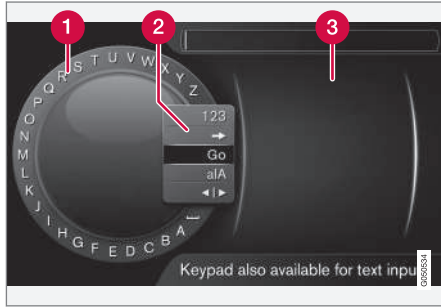 1
2
3
A B C D E F G H I J K L M N O P Q R S T U V W X Y Z
123
Go
a|A
Keypad also available for text inpu
G050534